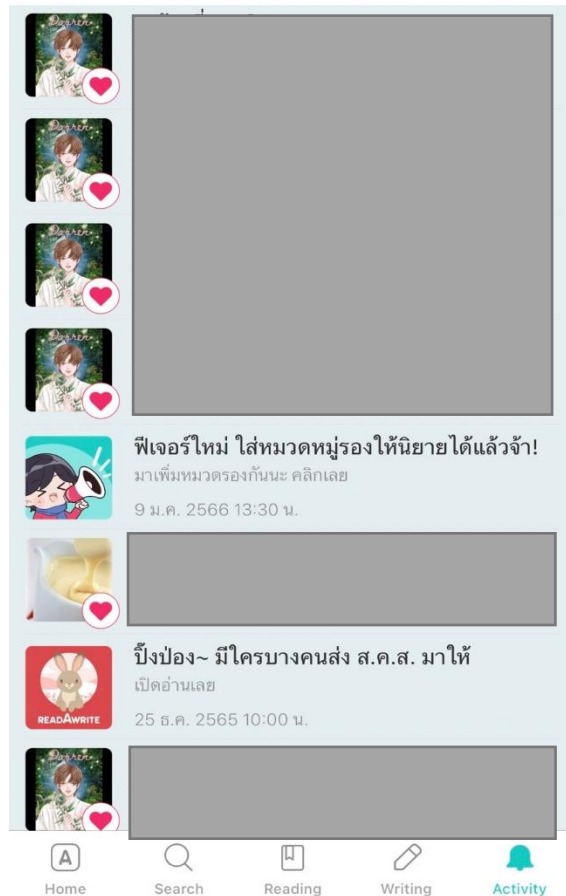 Darren
Darren
Darren
Darren
ฟีเจอร์ใหม่ ใส่หมวดหมู่รองให้นิยายได้แล้วจ้า!
มาเพิ่มหมวดรองกันนะ คลิกเลย
9 ม.ค. 2566 13:30 น.
ปิ๊งป่อง~ มีใครบางคนส่ง ส.ค.ส. มาให้
เปิดอ่านเลย
25 ธ.ค. 2565 10:00 น.
READAWRITE
Darren
A
Home
Search
Reading
Writing
Activity